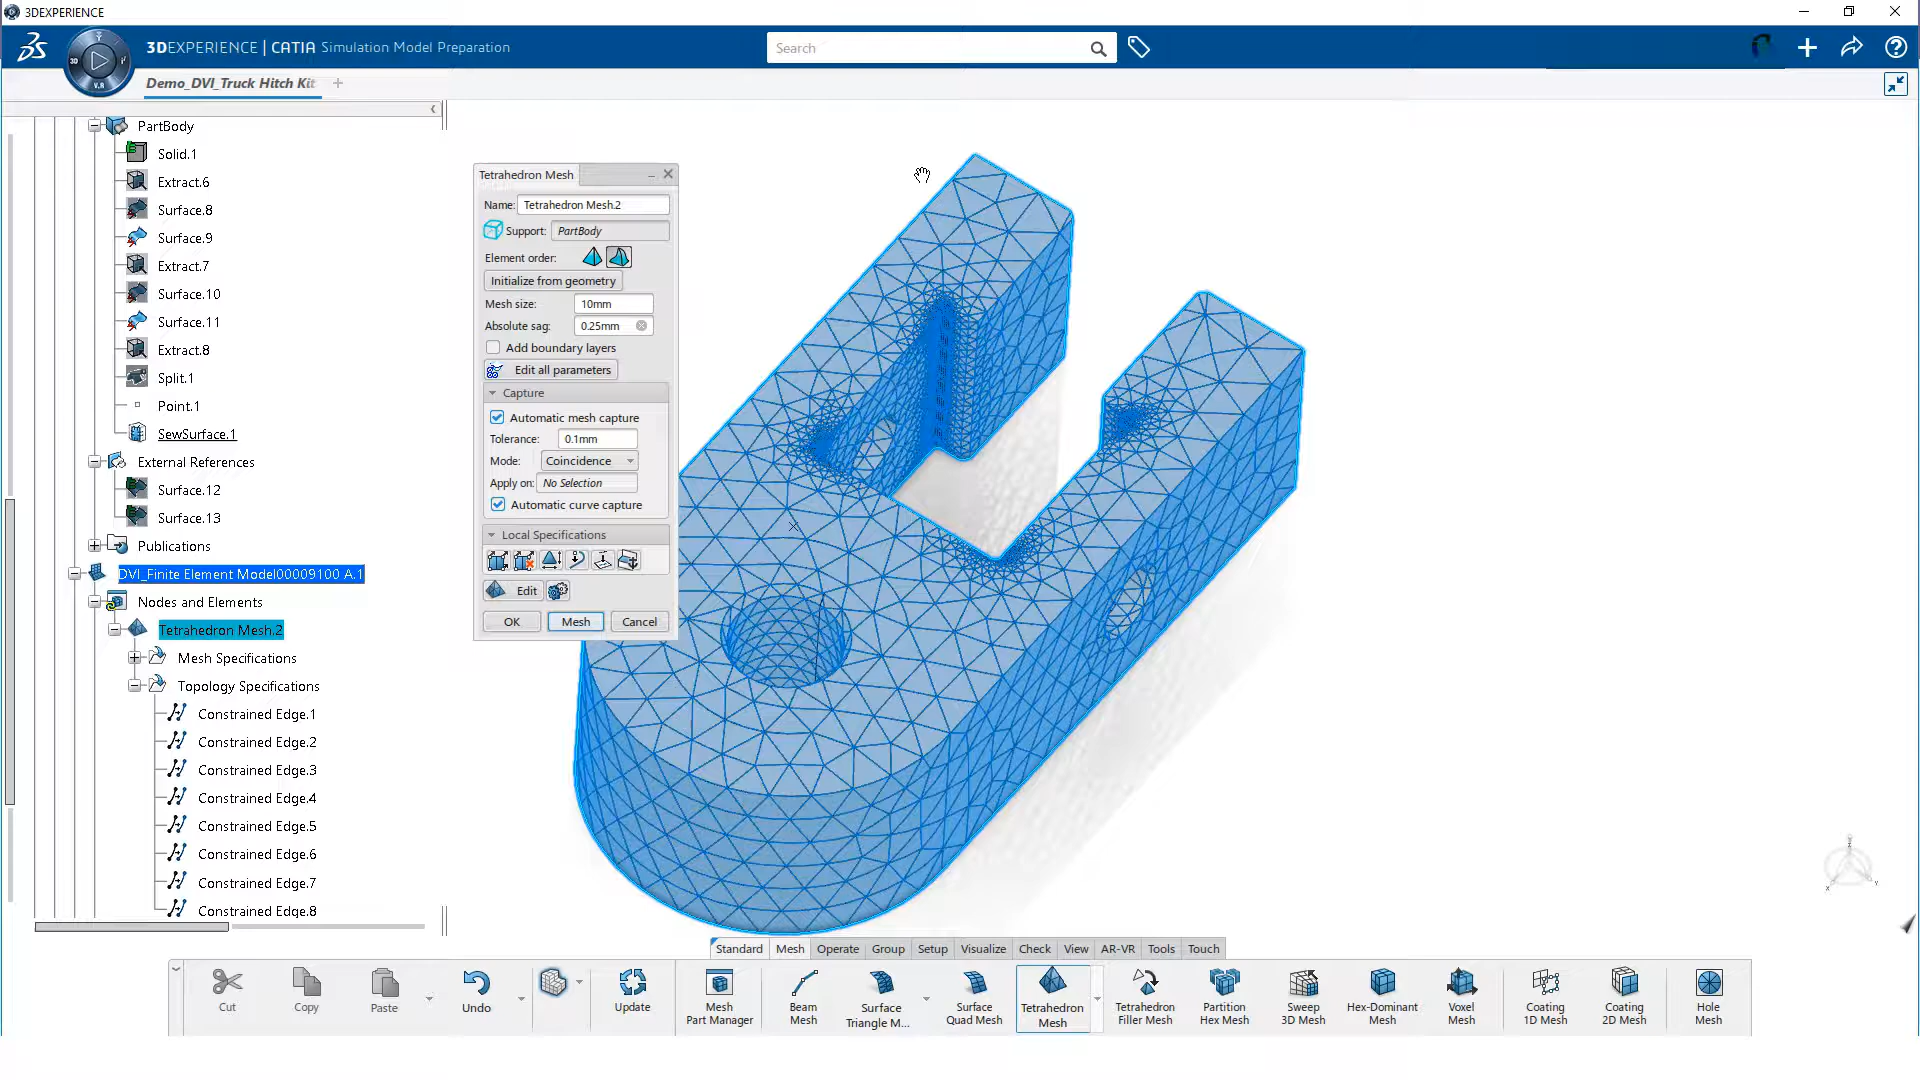 3DEXPERIENCE
3DEXPERIENCE | CATIA Simulation Model Preparation
Search
3D
V.R
Demo_DVI_Truck Hitch Kit
PartBody
Solid.1
Extract.6
Surface.8
Surface.9
Extract.7
Surface.10
Surface.11
Extract.8
Split.1
Point.1
SewSurface.1
External References
Surface.12
Surface.13
Publications
DVI_Finite Element Model00009100 A.1
Nodes and Elements
Tetrahedron Mesh.2
Mesh Specifications
Topology Specifications
Constrained Edge.1
Constrained Edge.2
Constrained Edge.3
Constrained Edge.4
Constrained Edge.5
Constrained Edge.6
Constrained Edge.7
Constrained Edge.8
Tetrahedron Mesh
Name: Tetrahedron Mesh.2
Support: PartBody
Element order:
Initialize from geometry
Mesh size: 10mm
Absolute sag: 0.25mm
Add boundary layers
Edit all parameters
Capture
Automatic mesh capture
Tolerance: 0.1mm
Mode: Coincidence
Apply on: No Selection
Automatic curve capture
Local Specifications
Edit
OK Mesh Cancel
Standard Mesh Operate Group Setup Visualize Check View AR-VR Tools Touch
Cut
Copy
Paste
Undo
Update
Mesh
Part Manager
Beam
Mesh
Surface
Triangle M...
Surface
Quad Mesh
Tetrahedron
Mesh
Tetrahedron
Filler Mesh
Partition
Hex Mesh
Sweep
3D Mesh
Hex-Dominant
Mesh
Voxel
Mesh
Coating
1D Mesh
Coating
2D Mesh
Hole
Mesh